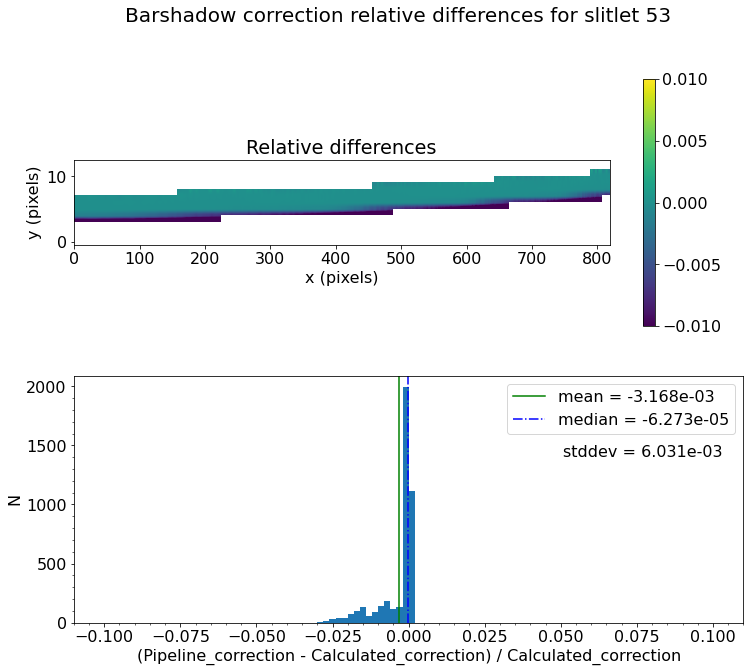 Barshadow correction relative differences for slitlet 53
Relative differences
y (pixels)
10
0
0 100 200 300 400 500 600 700 800
x (pixels)
0.010
0.005
0.000
−0.005
−0.010
N
2000
1500
1000
500
0
mean = -3.168e-03
median = -6.273e-05
stddev = 6.031e-03
−0.100 −0.075 −0.050 −0.025 0.000 0.025 0.050 0.075 0.100
(Pipeline_correction - Calculated_correction) / Calculated_correction